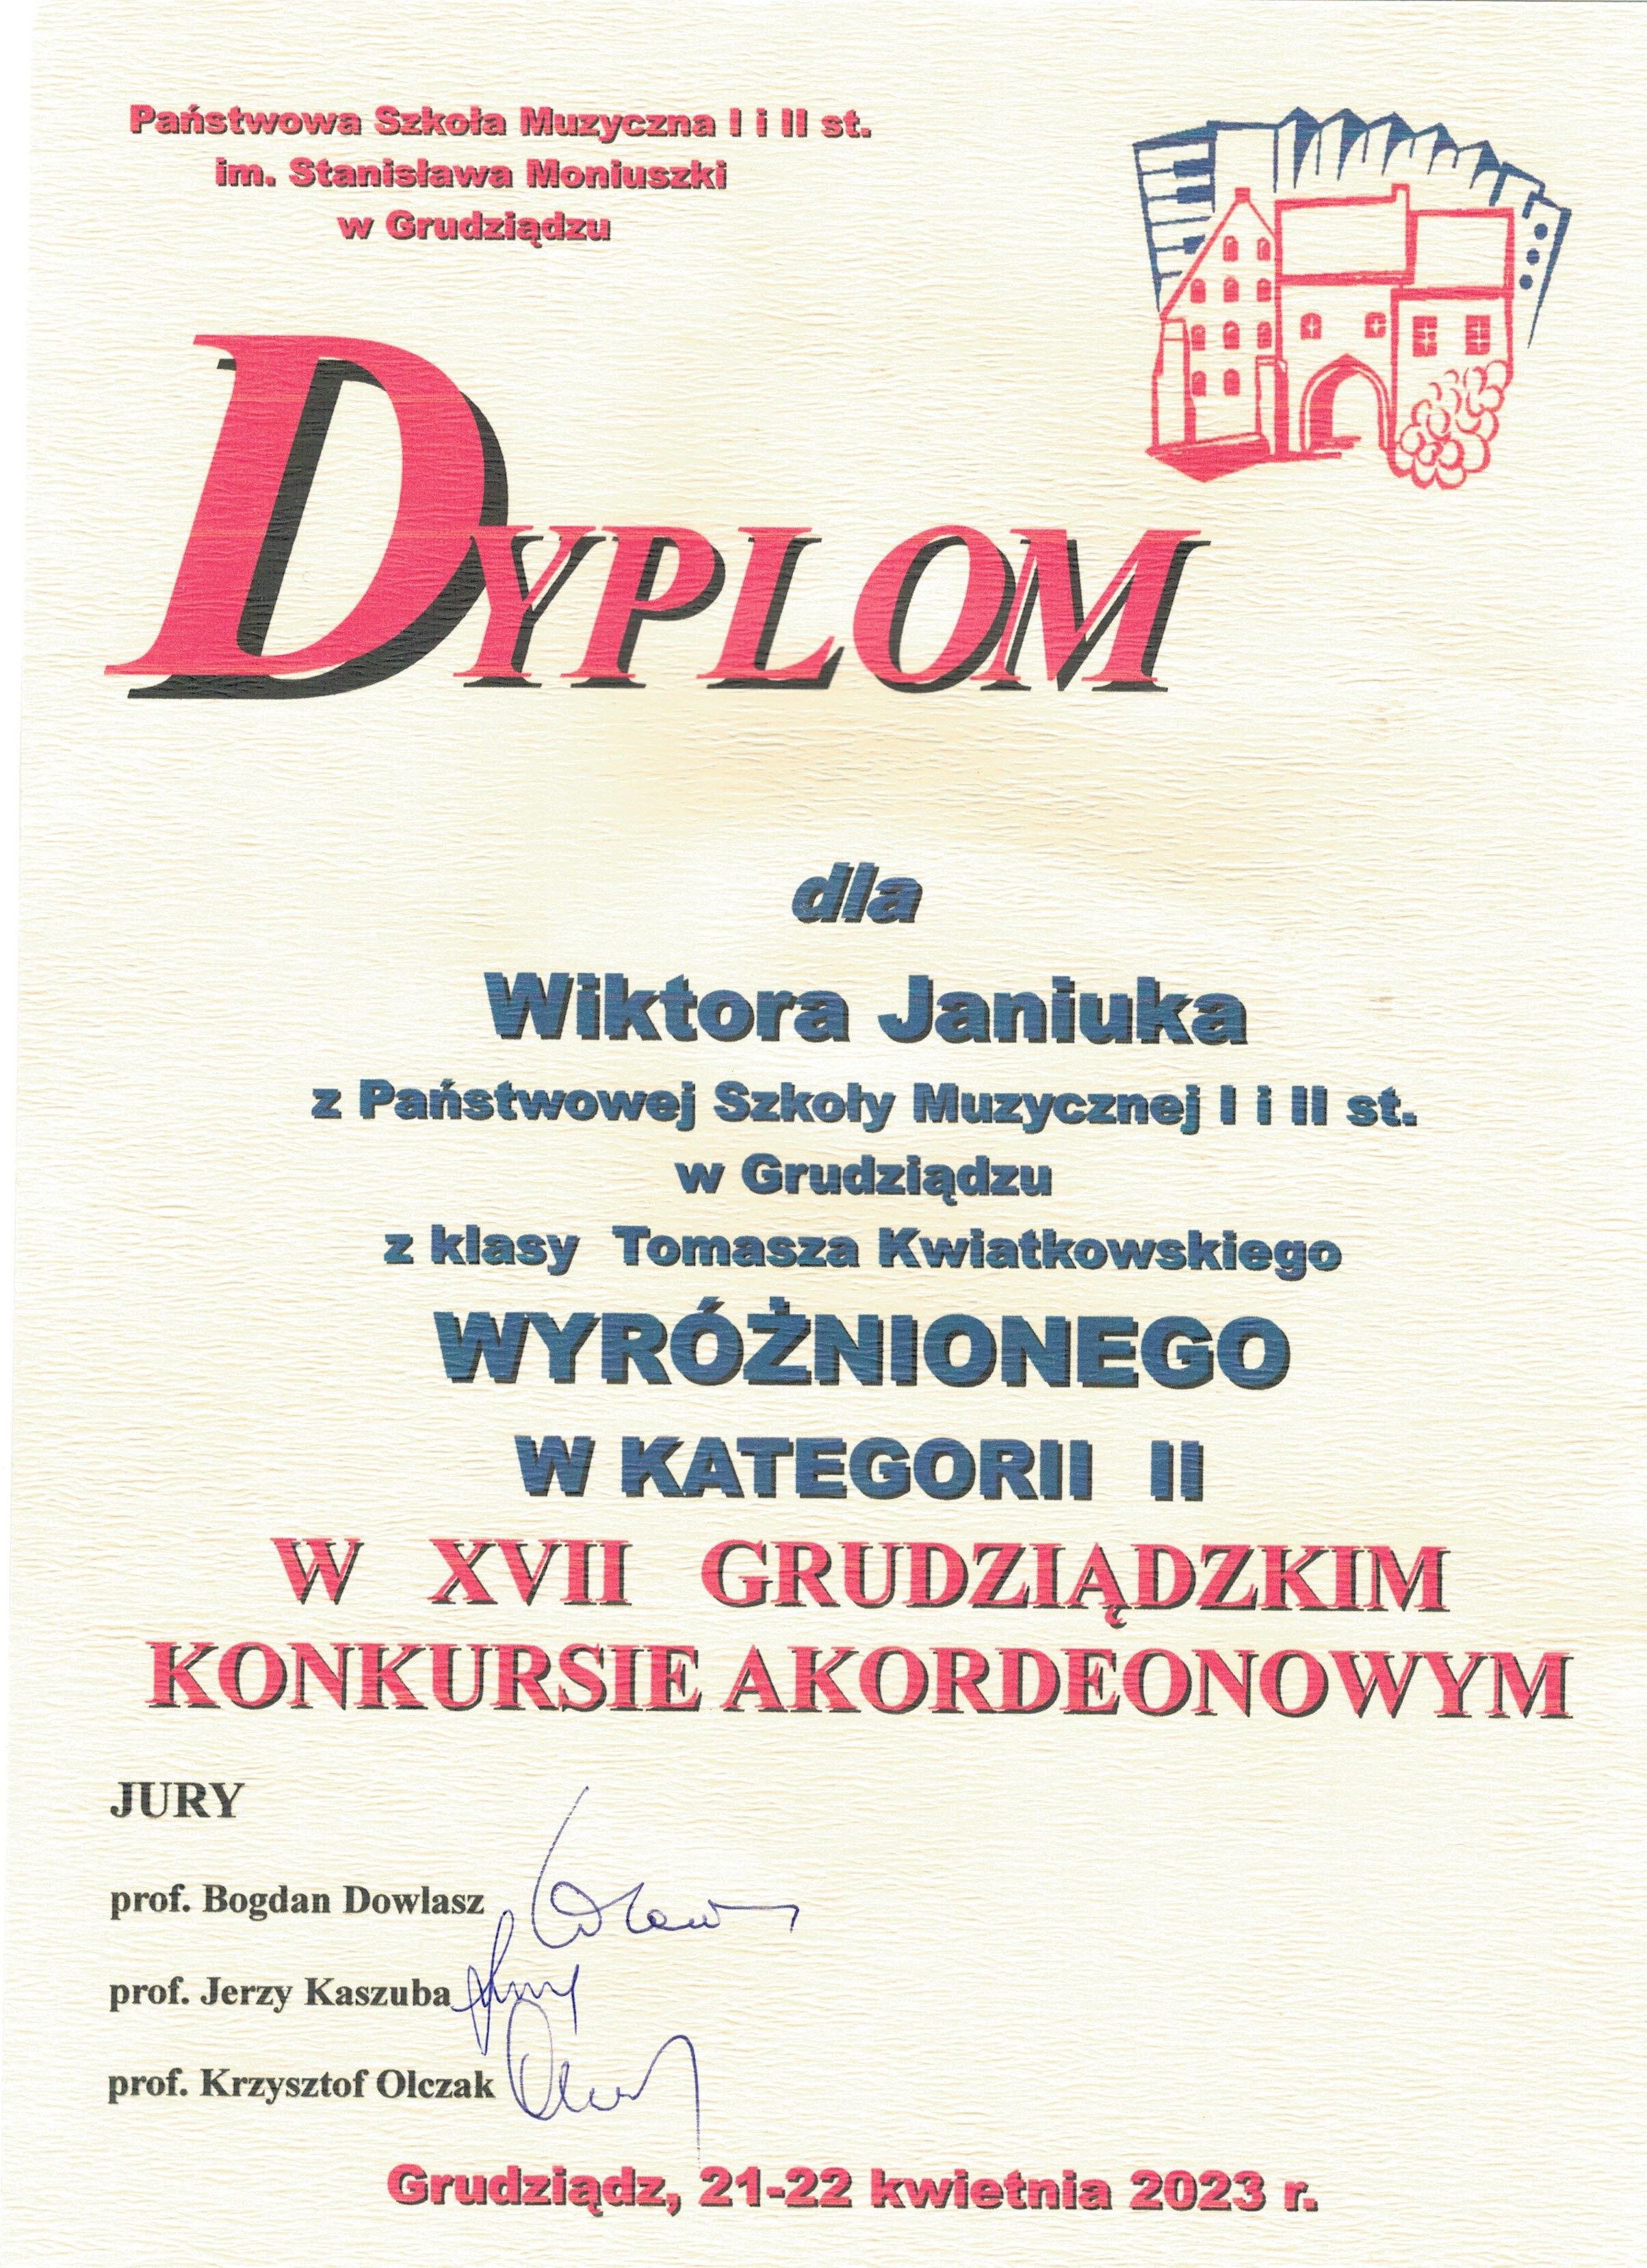 Państwowa Szkoła Muzyczna I i II st.
im. Stanisława Moniuszki
w Grudziądzu
DYPLOM
dla
Wiktora Janiuka
z Państwowej Szkoły Muzycznej I i II st.
w Grudziądzu
z klasy Tomasza Kwiatkowskiego
WYRÓŻNIONEGO
W KATEGORII II
W XVII GRUDZIĄDZKIM
KONKURSIE AKORDEONOWYM
JURY
prof. Bogdan Dowlasz
prof. Jerzy Kaszuba
prof. Krzysztof Olczak
Grudziądz, 21-22 kwietnia 2023 r.